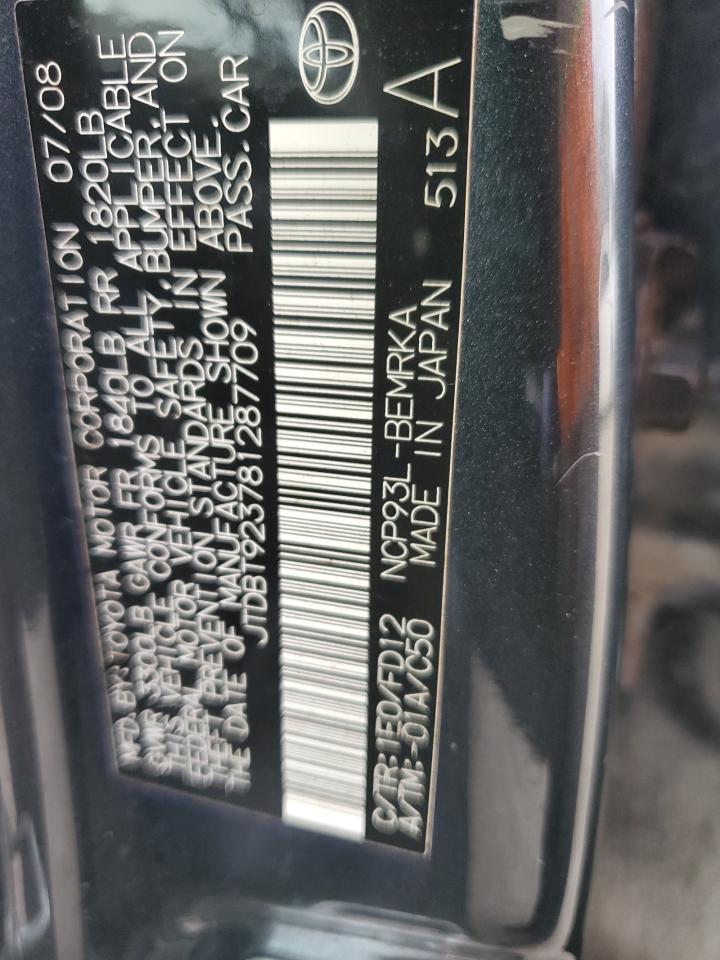 MFD BY: TOYOTA MOTOR CORPORATION 07/08
GVWR 3300LB GAWR FR 1840LB RR 1820LB
THIS VEHICLE CONFORMS TO ALL APPLICABLE
FEDERAL MOTOR VEHICLE SAFETY, BUMPER, AND
THEFT PREVENTION STANDARDS IN EFFECT ON
THE DATE OF MANUFACTURE SHOWN ABOVE.
JTDBT923781287709 PASS.CAR
C/TR:1E0/FD12 NCP93L-BEMRKA
A/TM:-01A/C50 MADE IN JAPAN 513 A